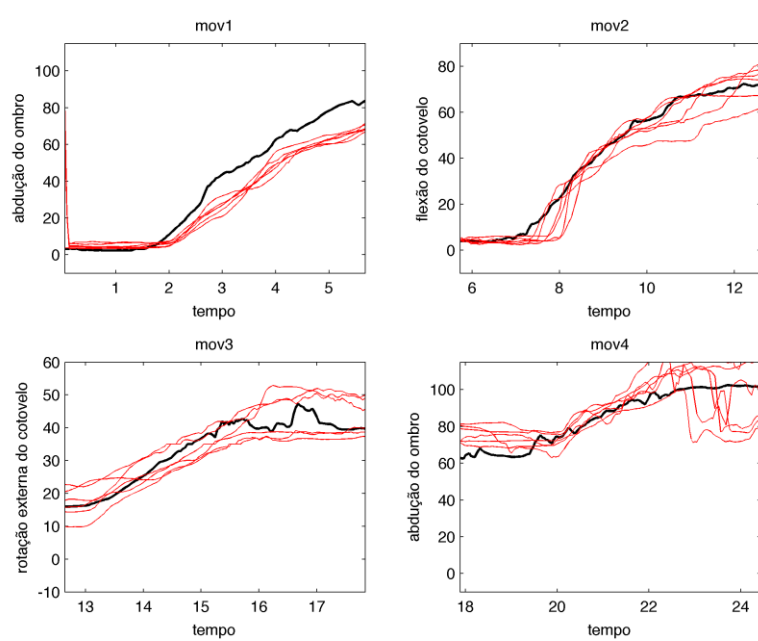 mov1
100
80
60
40
20
0
abdução do ombro
1 2 3 4 5
tempo
mov2
80
60
40
20
0
flexão do cotovelo
6 8 10 12
tempo
mov3
60
50
40
30
20
10
0
-10
rotação externa do cotovelo
13 14 15 16 17
tempo
mov4
100
80
60
40
20
0
abdução do ombro
18 20 22 24
tempo